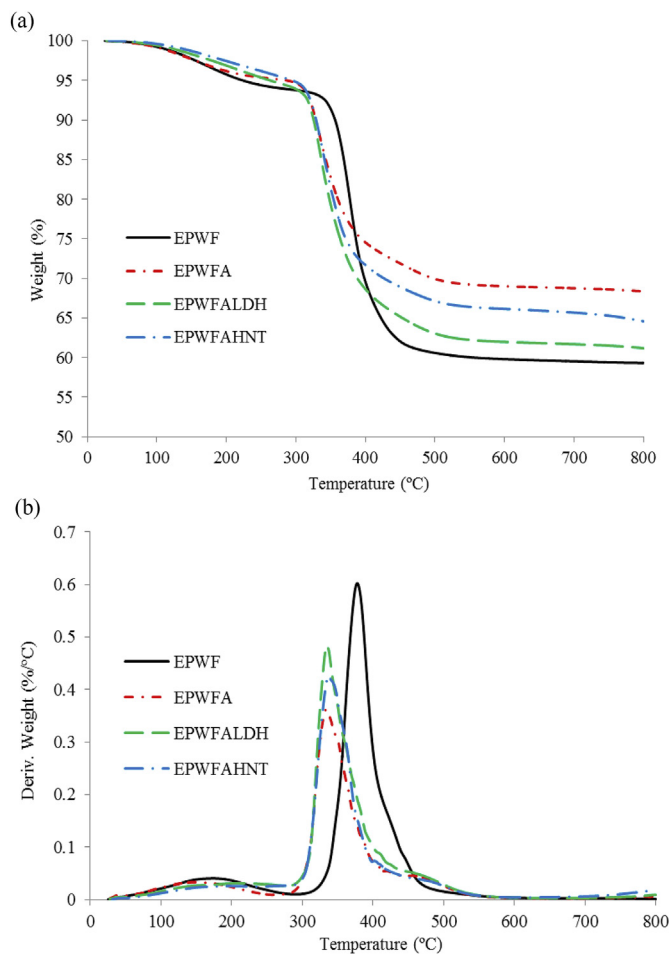 (a)
100
95
90
85
80
75
70
65
60
55
50
Weight (%)
EPWF
EPWFA
EPWFALDH
EPWFAHNT
0 100 200 300 400 500 600 700 800
Temperature (ºC)
(b)
0.7
0.6
0.5
0.4
0.3
0.2
0.1
0
Deriv. Weight (%/°C)
EPWF
EPWFA
EPWFALDH
EPWFAHNT
0 100 200 300 400 500 600 700 800
Temperature (ºC)